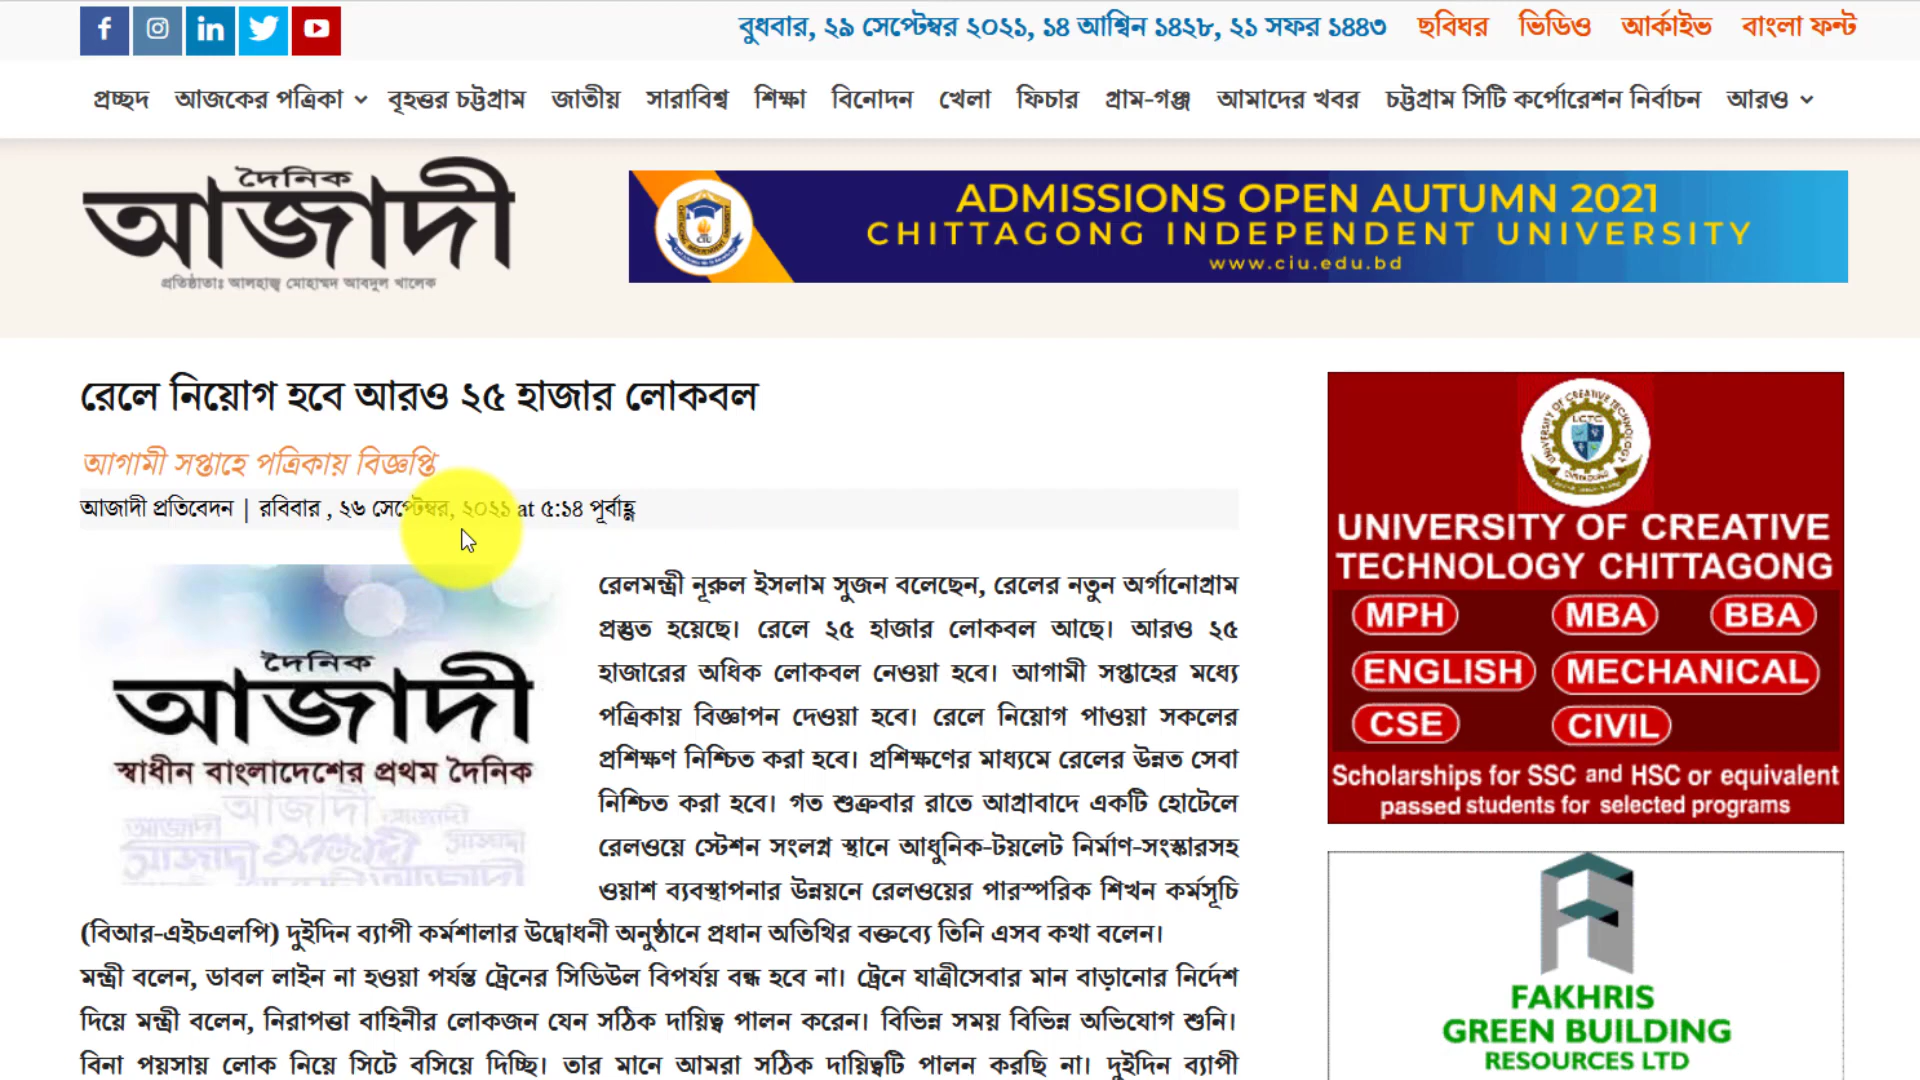 বুধবার, ২৯ সেপ্টেম্বর ২০২১, ১৪ আশ্বিন ১৪২৮, ২১ সফর ১৪৪৩ ছবিঘর ভিডিও আর্কাইভ বাংলা ফন্ট
প্রচ্ছদ আজকের পত্রিকা বৃহত্তর চট্টগ্রাম জাতীয় সারাবিশ্ব শিক্ষা বিনোদন খেলা ফিচার গ্রাম-গঞ্জ আমাদের খবর চট্টগ্রাম সিটি কর্পোরেশন নির্বাচন আরও
দৈনিক
আজাদী
প্রতিষ্ঠাতাঃ আলহাজ্ব মোহাম্মদ আবদুল খালেক
ADMISSIONS OPEN AUTUMN 2021
CHITTAGONG INDEPENDENT UNIVERSITY
www.ciu.edu.bd
CIU
রেলে নিয়োগ হবে আরও ২৫ হাজার লোকবল
আগামী সপ্তাহে পত্রিকায় বিজ্ঞপ্তি
আজাদী প্রতিবেদন | রবিবার , ২৬ সেপ্টেম্বর, ২০২১ at ৫:১৪ পূর্বাহ্ণ
দৈনিক
আজাদী
স্বাধীন বাংলাদেশের প্রথম দৈনিক
আজাদী
রেলমন্ত্রী নূরুল ইসলাম সুজন বলেছেন, রেলের নতুন অর্গানোগ্রাম
প্রস্তুত হয়েছে। রেলে ২৫ হাজার লোকবল আছে। আরও ২৫
হাজারের অধিক লোকবল নেওয়া হবে। আগামী সপ্তাহের মধ্যে
পত্রিকায় বিজ্ঞাপন দেওয়া হবে। রেলে নিয়োগ পাওয়া সকলের
প্রশিক্ষণ নিশ্চিত করা হবে। প্রশিক্ষণের মাধ্যমে রেলের উন্নত সেবা
নিশ্চিত করা হবে। গত শুক্রবার রাতে আগ্রাবাদে একটি হোটেলে
রেলওয়ে স্টেশন সংলগ্ন স্থানে আধুনিক-টয়লেট নির্মাণ-সংস্কারসহ
ওয়াশ ব্যবস্থাপনার উন্নয়নে রেলওয়ের পারস্পরিক শিখন কর্মসূচি
(বিআর-এইচএলপি) দুইদিন ব্যাপী কর্মশালার উদ্বোধনী অনুষ্ঠানে প্রধান অতিথির বক্তব্যে তিনি এসব কথা বলেন।
মন্ত্রী বলেন, ডাবল লাইন না হওয়া পর্যন্ত ট্রেনের সিডিউল বিপর্যয় বন্ধ হবে না। ট্রেনে যাত্রীসেবার মান বাড়ানোর নির্দেশ
দিয়ে মন্ত্রী বলেন, নিরাপত্তা বাহিনীর লোকজন যেন সঠিক দায়িত্ব পালন করেন। বিভিন্ন সময় বিভিন্ন অভিযোগ শুনি।
বিনা পয়সায় লোক নিয়ে সিটে বসিয়ে দিচ্ছি। তার মানে আমরা সঠিক দায়িত্বটি পালন করছি না। দুইদিন ব্যাপী
UNIVERSITY OF CREATIVE
TECHNOLOGY CHITTAGONG
MPH MBA BBA
ENGLISH MECHANICAL
CSE CIVIL
Scholarships for SSC and HSC or equivalent
passed students for selected programs
FAKHRIS
GREEN BUILDING
RESOURCES LTD